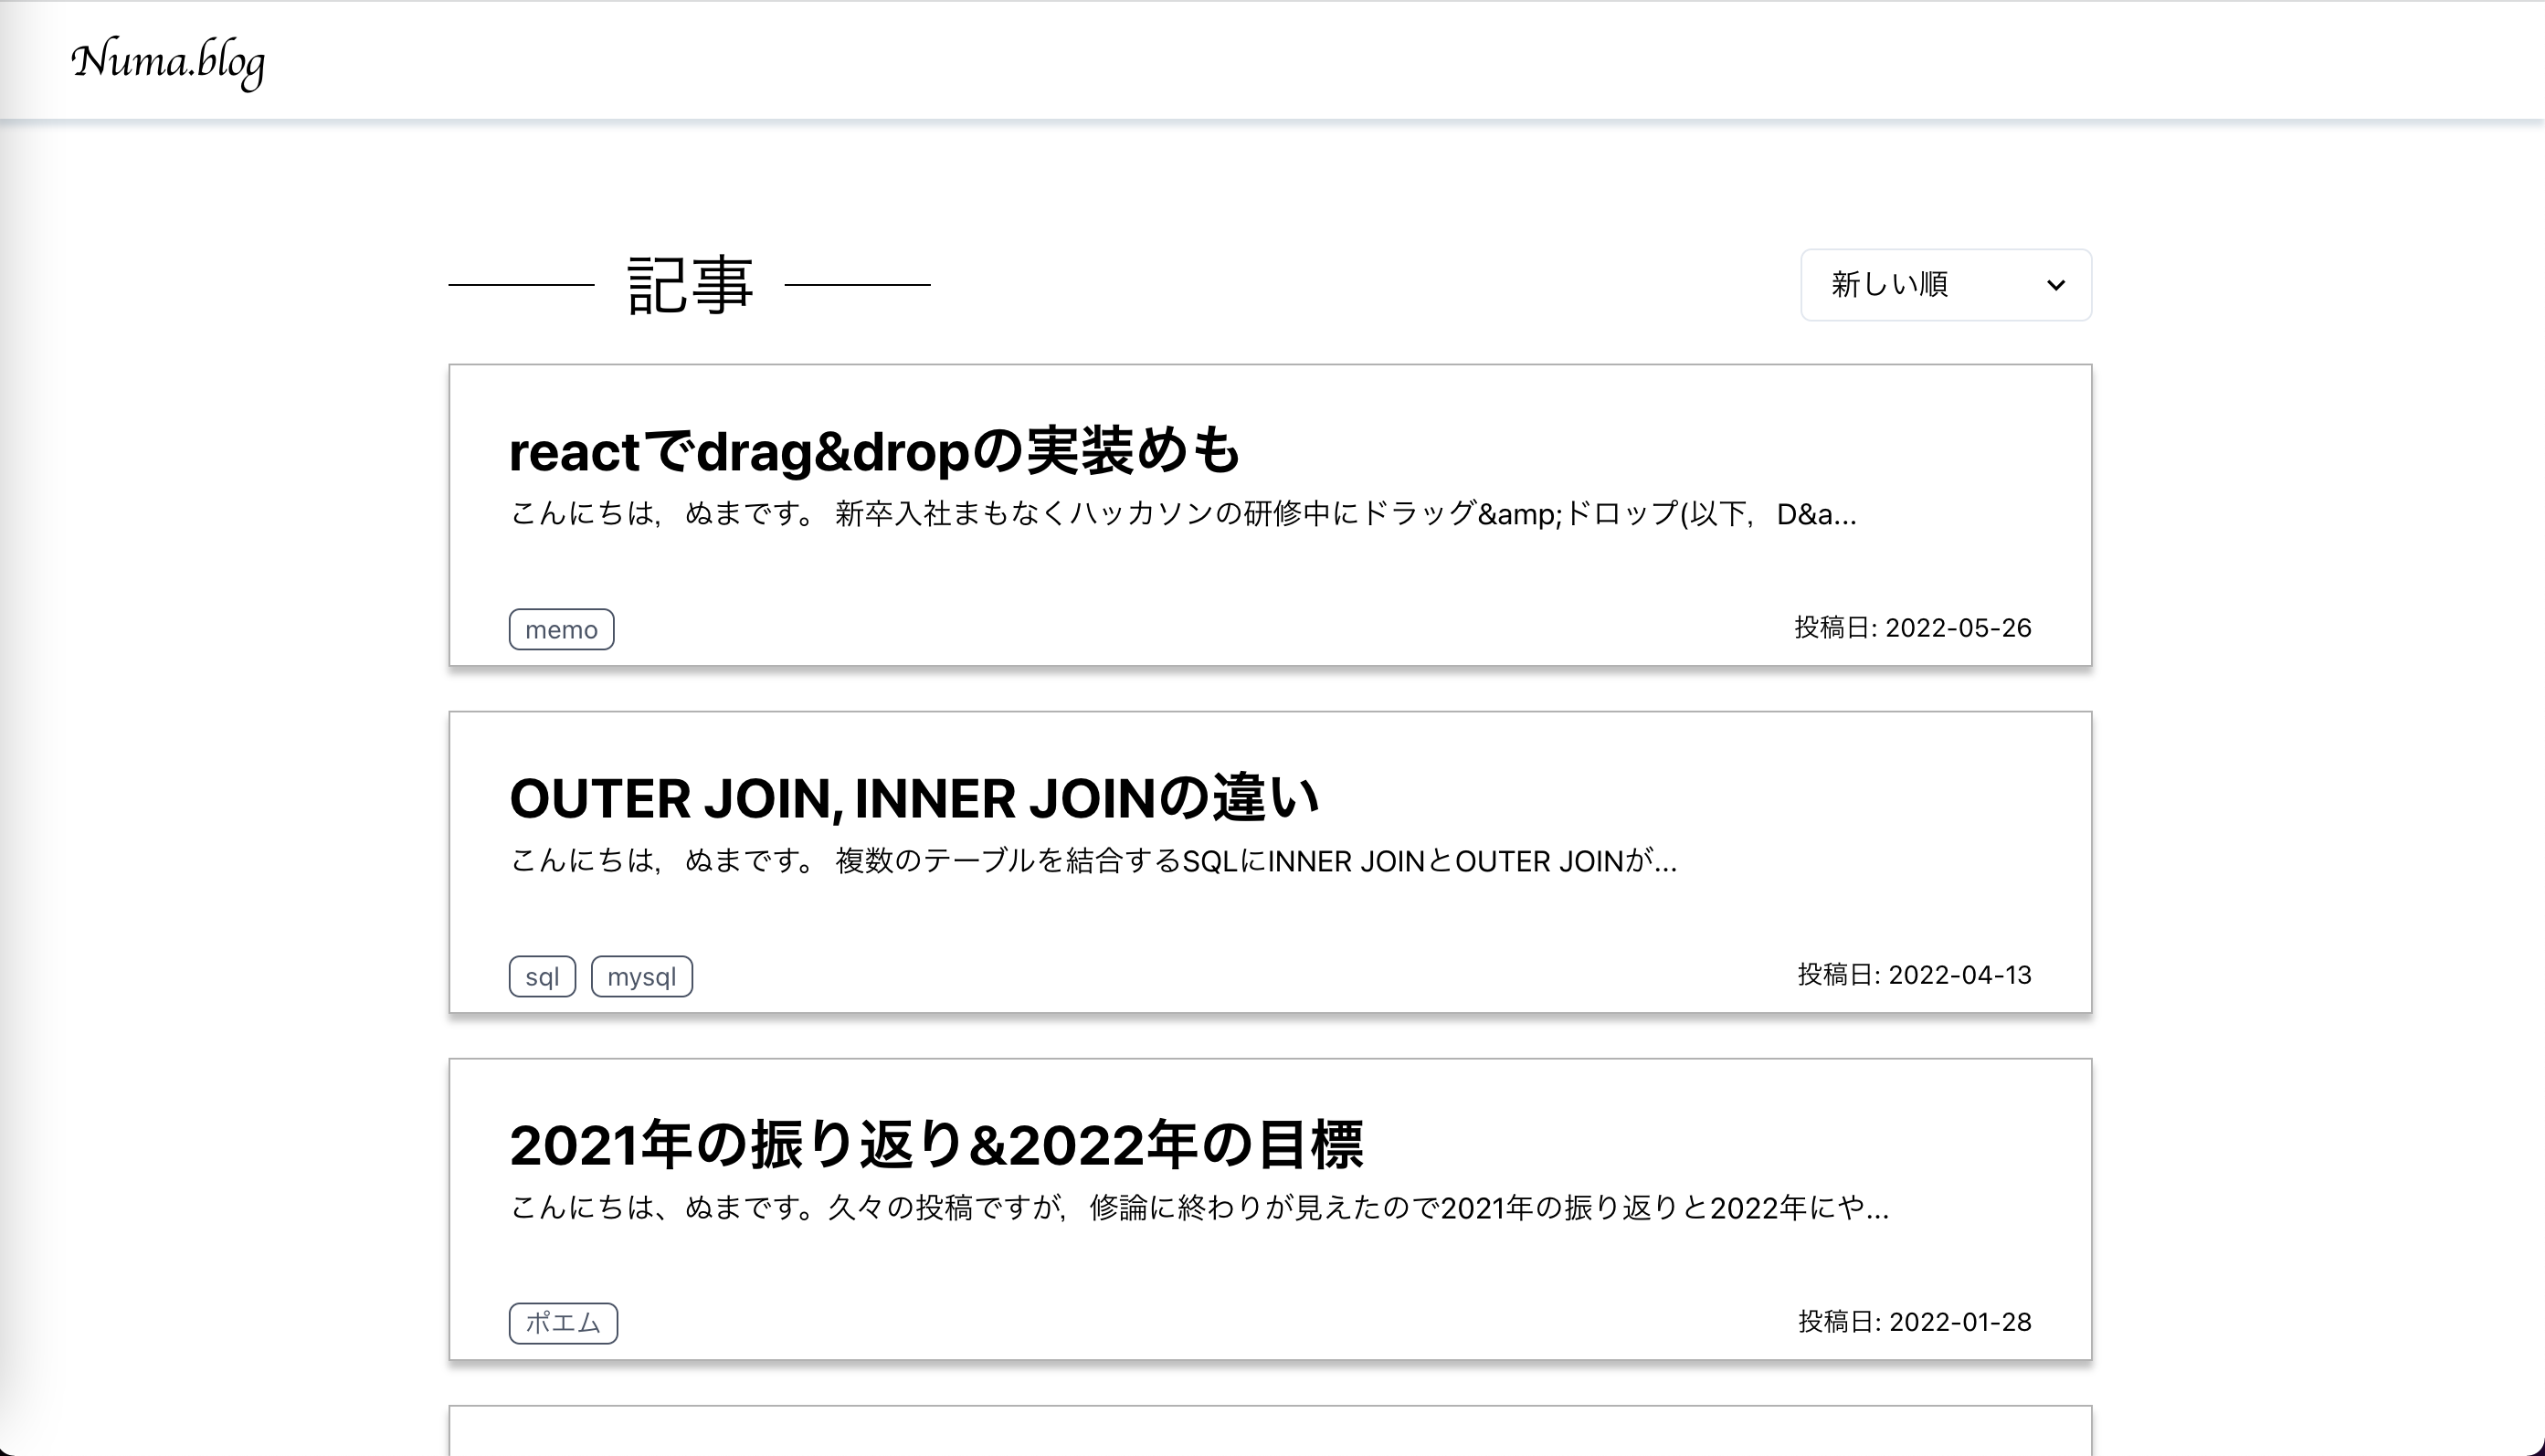 Numa.blog
記事
新しい順
reactでdrag&dropの実装めも
こんにちは，ぬまです。 新卒入社まもなくハッカソンの研修中にドラッグ&amp;ドロップ(以下，D&a...
memo
投稿日: 2022-05-26
OUTER JOIN, INNER JOINの違い
こんにちは，ぬまです。 複数のテーブルを結合するSQLにINNER JOINとOUTER JOINが...
sql mysql
投稿日: 2022-04-13
2021年の振り返り&2022年の目標
こんにちは、ぬまです。久々の投稿ですが，修論に終わりが見えたので2021年の振り返りと2022年にや...
ポエム
投稿日: 2022-01-28